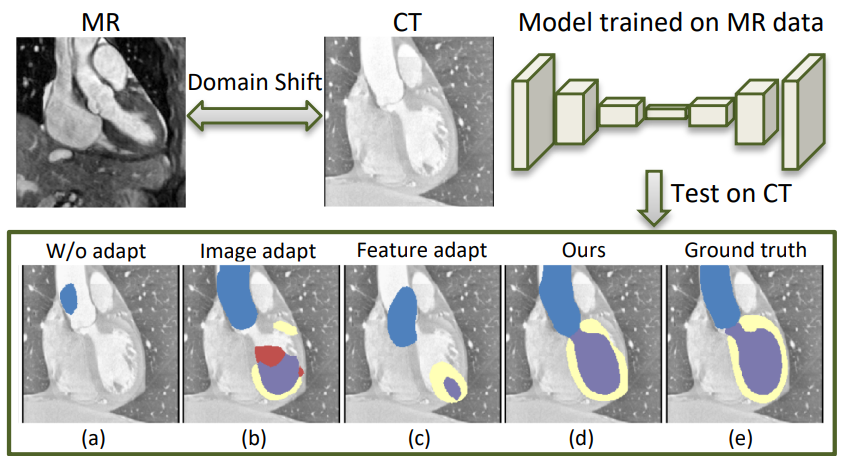 MR
CT
Model trained on MR data
Domain Shift
Test on CT
W/o adapt
Image adapt
Feature adapt
Ours
Ground truth
(a)
(b)
(c)
(d)
(e)